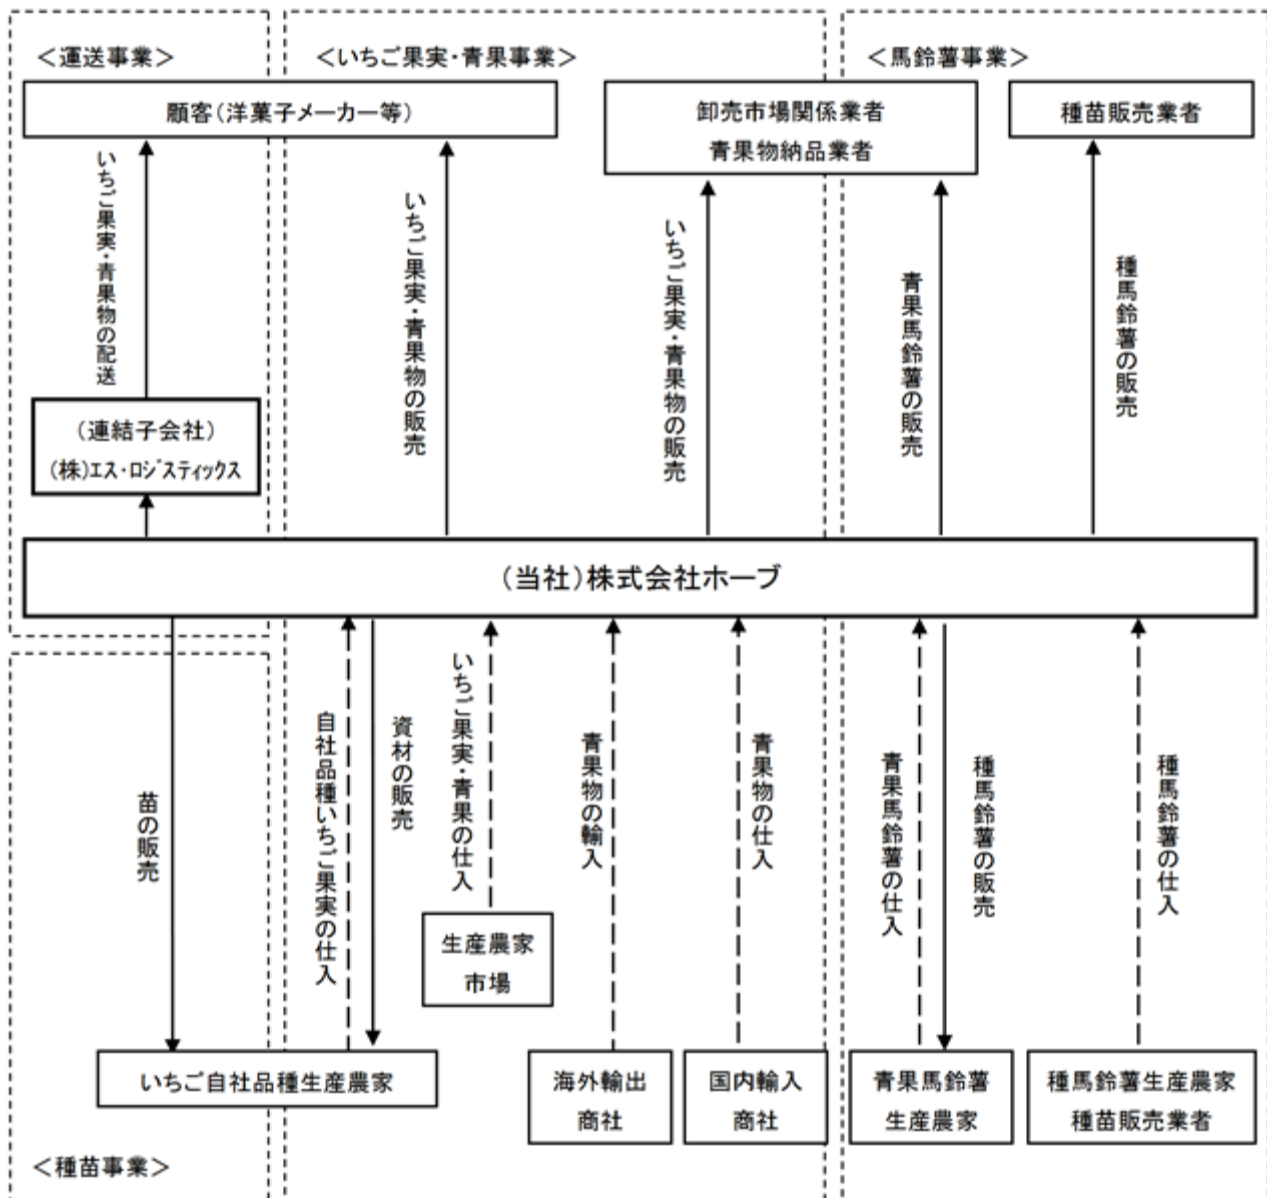 ＜運送事業＞
＜いちご果実・青果事業＞
＜馬鈴薯事業＞
顧客（洋菓子メーカー等）
卸売市場関係業者
青果物納品業者
種苗販売業者
いちご果実・青果物の配送
いちご果実・青果物の販売
いちご果実・青果物の販売
青果馬鈴薯の販売
種馬鈴薯の販売
（連結子会社）
(株)エス・ロジスティックス
（当社）株式会社ホーブ
苗の販売
自社品種いちご果実の仕入
資材の販売
いちご果実・青果の仕入
青果物の輸入
青果物の仕入
青果馬鈴薯の仕入
種馬鈴薯の販売
種馬鈴薯の仕入
生産農家
市場
いちご自社品種生産農家
海外輸出
商社
国内輸入
商社
青果馬鈴薯
生産農家
種馬鈴薯生産農家
種苗販売業者
＜種苗事業＞